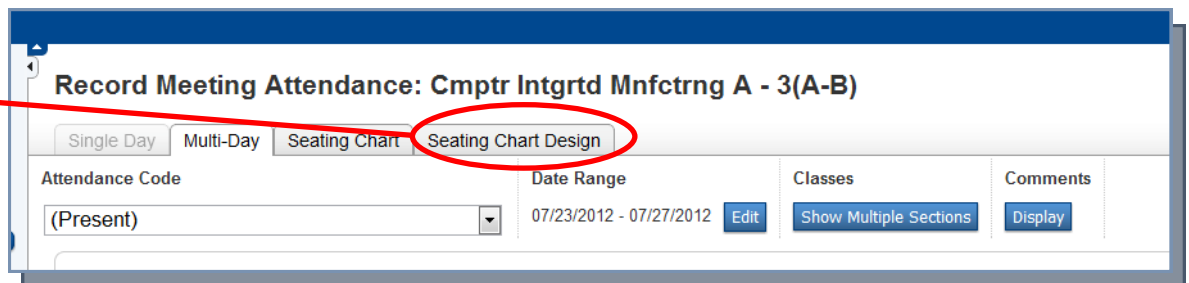 Record Meeting Attendance: Cmptr Intgrtd Mnfctrng A - 3(A-B)
Single Day Multi-Day Seating Chart Seating Chart Design
Attendance Code Date Range Classes Comments
(Present) 07/23/2012 - 07/27/2012 Edit Show Multiple Sections Display